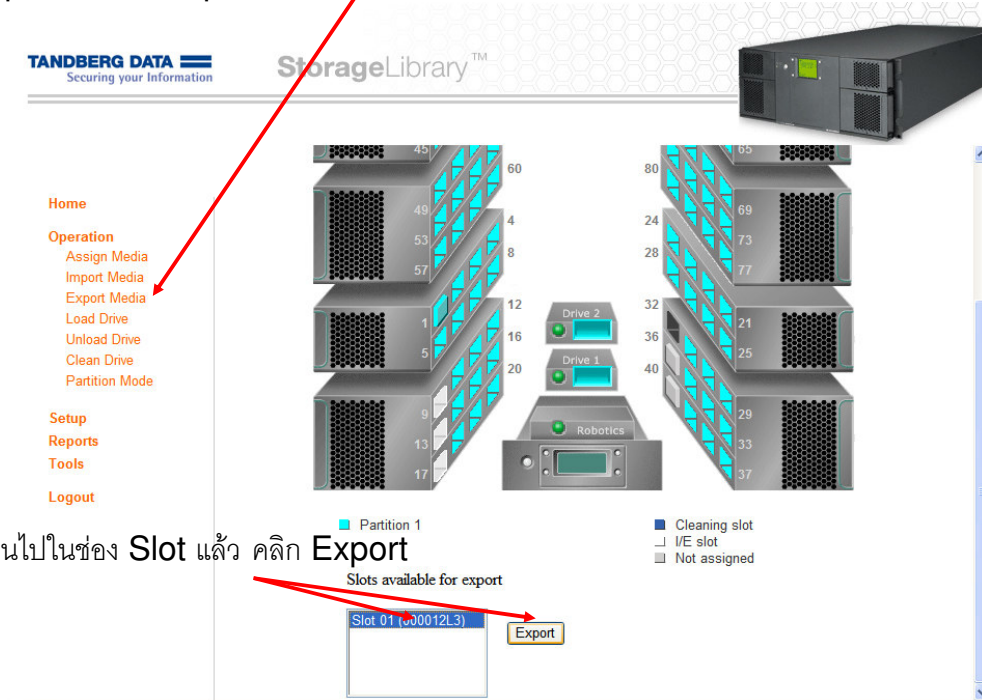 TANDBERG DATA
Securing your Information
StorageLibrary™
Home
Operation
Assign Media
Import Media
Export Media
Load Drive
Unload Drive
Clean Drive
Partition Mode
Setup
Reports
Tools
Logout
45
49
53
57
60
4
8
12
16
20
1
5
9
13
17
65
80
69
73
77
24
28
32
36
40
21
25
29
33
37
Drive 2
Drive 1
Robotics
Partition 1
Cleaning slot
I/E slot
Not assigned
นไปในช่อง Slot แล้ว คลิก Export
Slots available for export
Slot 01 (000012L3)
Export